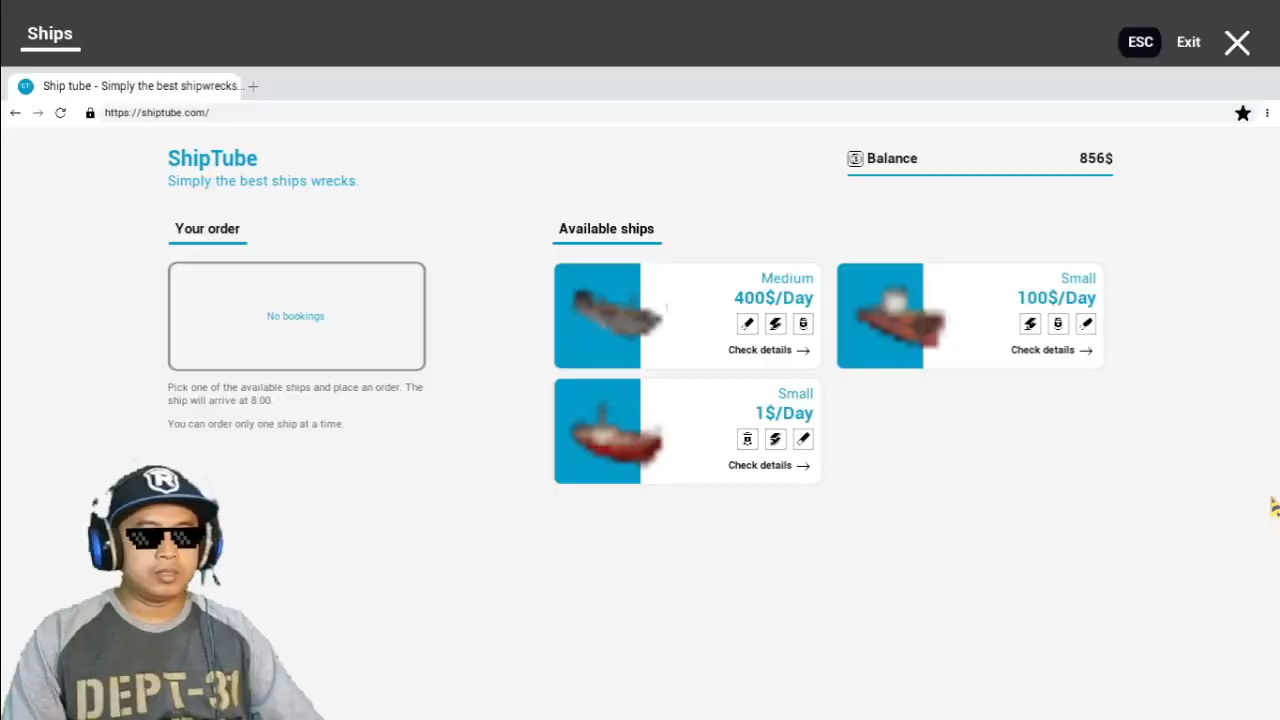 Ships
ESC Exit
Ship tube - Simply the best shipwrecks...
https://shiptube.com/
ShipTube
Simply the best ships wrecks.
Balance 856$
Your order
No bookings
Pick one of the available ships and place an order. The
ship will arrive at 8:00.
You can order only one ship at a time.
Available ships
Medium
400$/Day
Check details →
Small
100$/Day
Check details →
Small
1$/Day
Check details →
R
DEPT-31